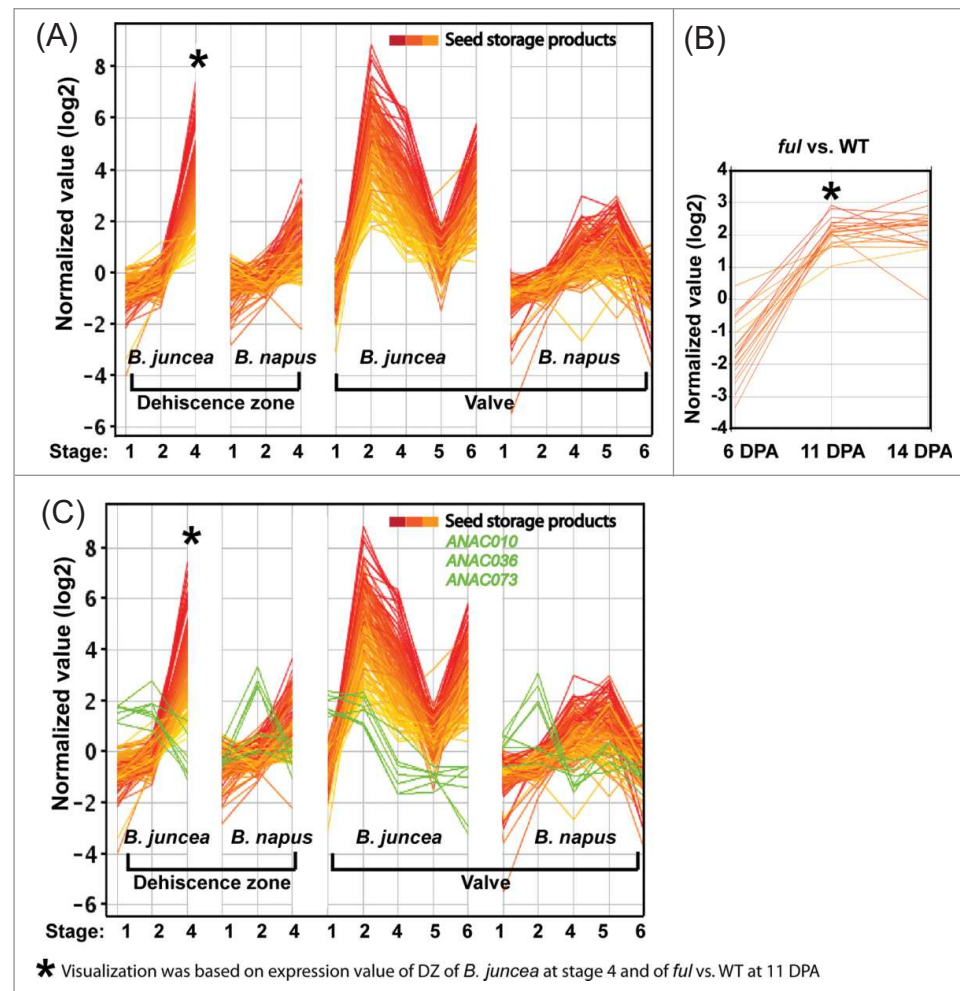 (A)
Seed storage products
*
Normalized value (log2)
8
6
4
2
0
−2
−4
−6
B. juncea
B. napus
B. juncea
B. napus
Dehiscence zone
Valve
Stage: 1 2 4 1 2 4 1 2 4 5 6 1 2 4 5 6
(B)
ful vs. WT
*
Normalized value (log2)
4
3
2
1
0
-1
-2
-3
-4
6 DPA 11 DPA 14 DPA
(C)
Seed storage products
ANAC010
ANAC036
ANAC073
*
Normalized value (log2)
8
6
4
2
0
−2
−4
−6
B. juncea
B. napus
B. juncea
B. napus
Dehiscence zone
Valve
Stage: 1 2 4 1 2 4 1 2 4 5 6 1 2 4 5 6
* Visualization was based on expression value of DZ of B. juncea at stage 4 and of ful vs. WT at 11 DPA